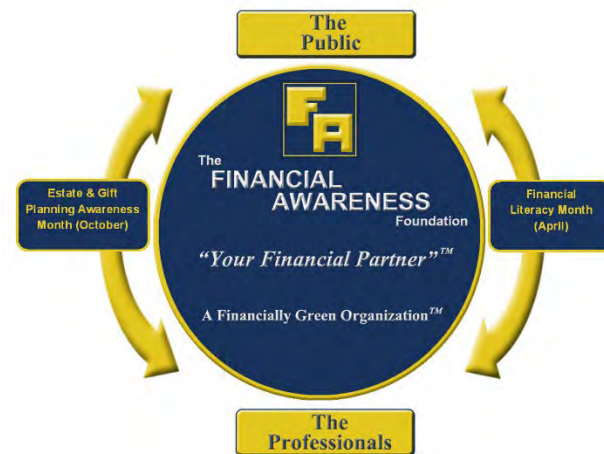 The
Public
FA
The
FINANCIAL
AWARENESS
Foundation
"Your Financial Partner"™
A Financially Green Organization™
Estate & Gift
Planning Awareness
Month (October)
Financial
Literacy Month
(April)
The
Professionals